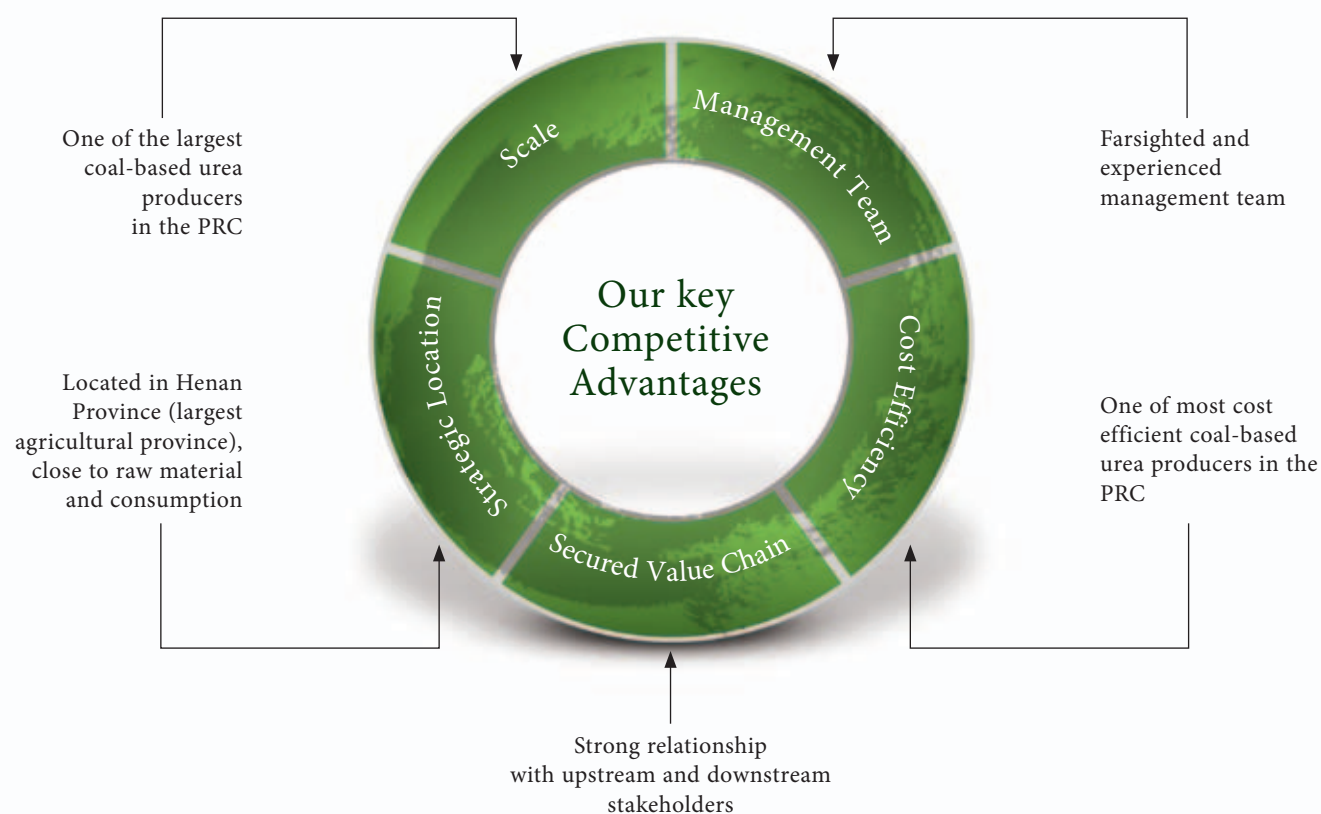 One of the largest
coal-based urea
producers
in the PRC
Scale
Management Team
Farsighted and
experienced
management team
Our key
Competitive
Advantages
Located in Henan
Province (largest
agricultural province),
close to raw material
and consumption
Strategic Location
Cost Efficiency
One of most cost
efficient coal-based
urea producers in the
PRC
Secured Value Chain
Strong relationship
with upstream and downstream
stakeholders